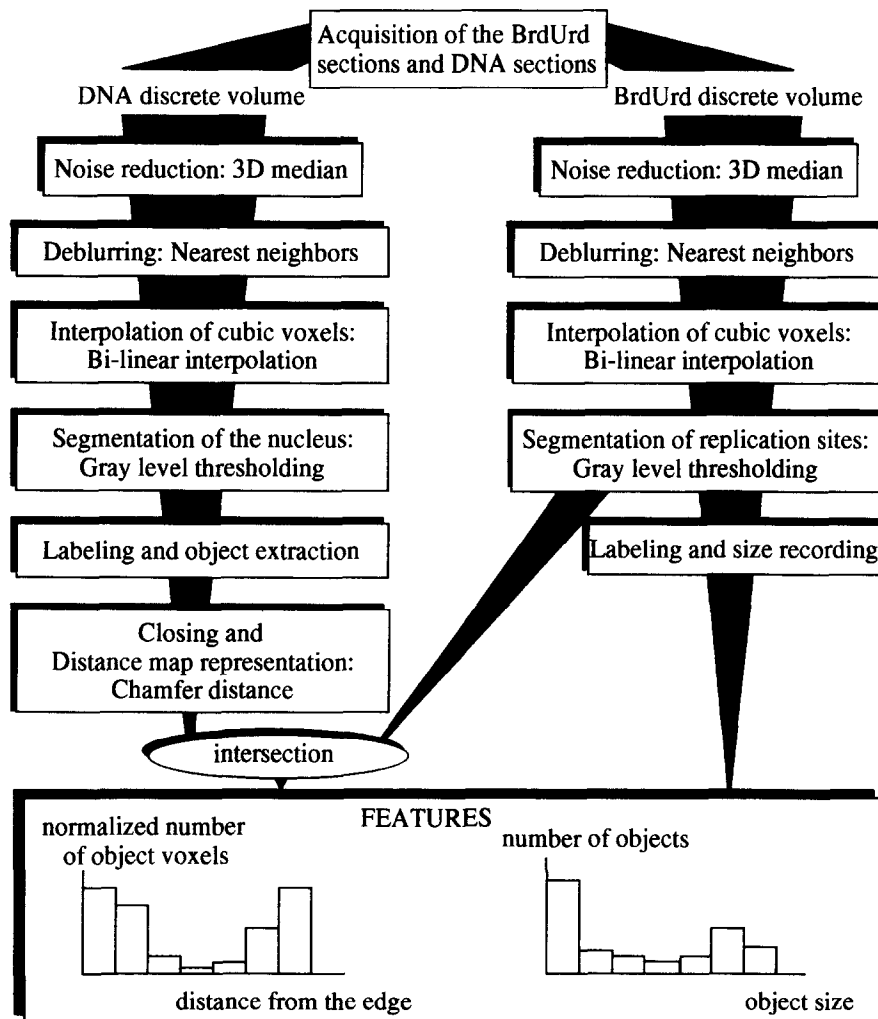 Acquisition of the BrdUrd
sections and DNA sections
DNA discrete volume
BrdUrd discrete volume
Noise reduction: 3D median
Noise reduction: 3D median
Deblurring: Nearest neighbors
Deblurring: Nearest neighbors
Interpolation of cubic voxels:
Bi-linear interpolation
Interpolation of cubic voxels:
Bi-linear interpolation
Segmentation of the nucleus:
Gray level thresholding
Segmentation of replication sites:
Gray level thresholding
Labeling and object extraction
Labeling and size recording
Closing and
Distance map representation:
Chamfer distance
intersection
FEATURES
normalized number
of object voxels
distance from the edge
number of objects
object size